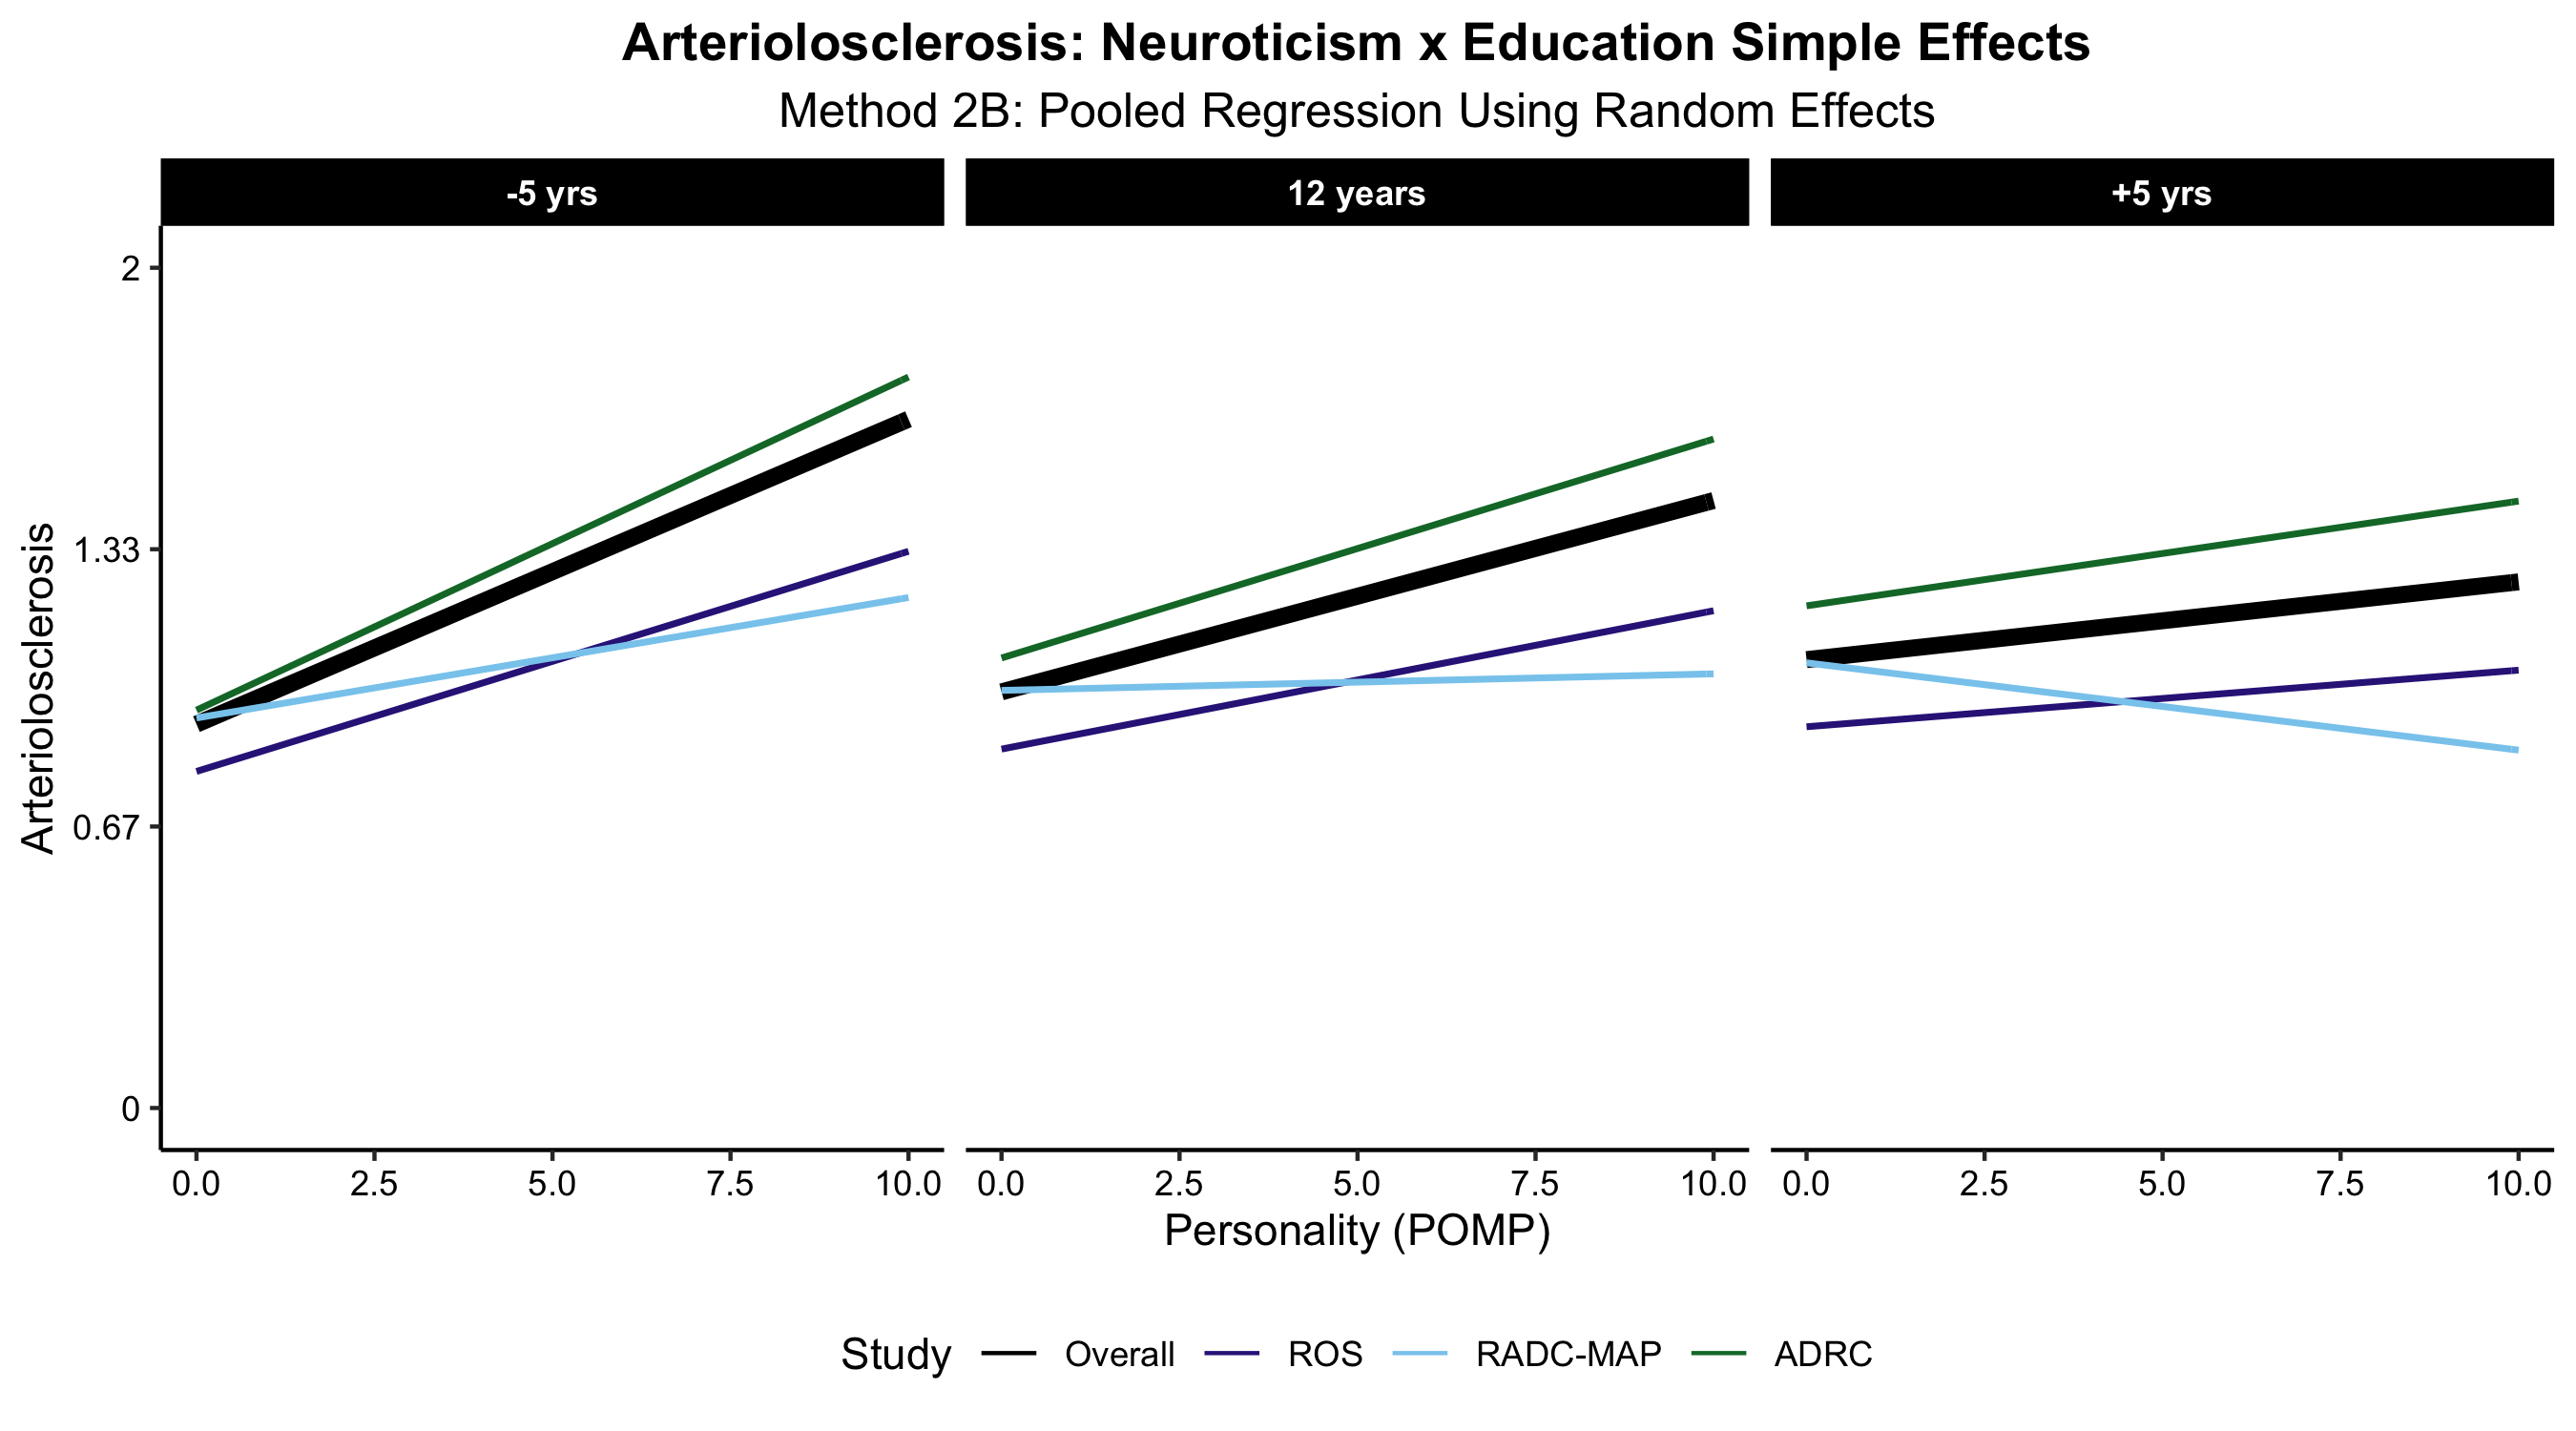 Arteriolosclerosis: Neuroticism x Education Simple Effects
Method 2B: Pooled Regression Using Random Effects
-5 yrs
12 years
+5 yrs
Arteriolosclerosis
2
1.33
0.67
0
0.0 2.5 5.0 7.5 10.0
0.0 2.5 5.0 7.5 10.0
0.0 2.5 5.0 7.5 10.0
Personality (POMP)
Study Overall ROS RADC-MAP ADRC